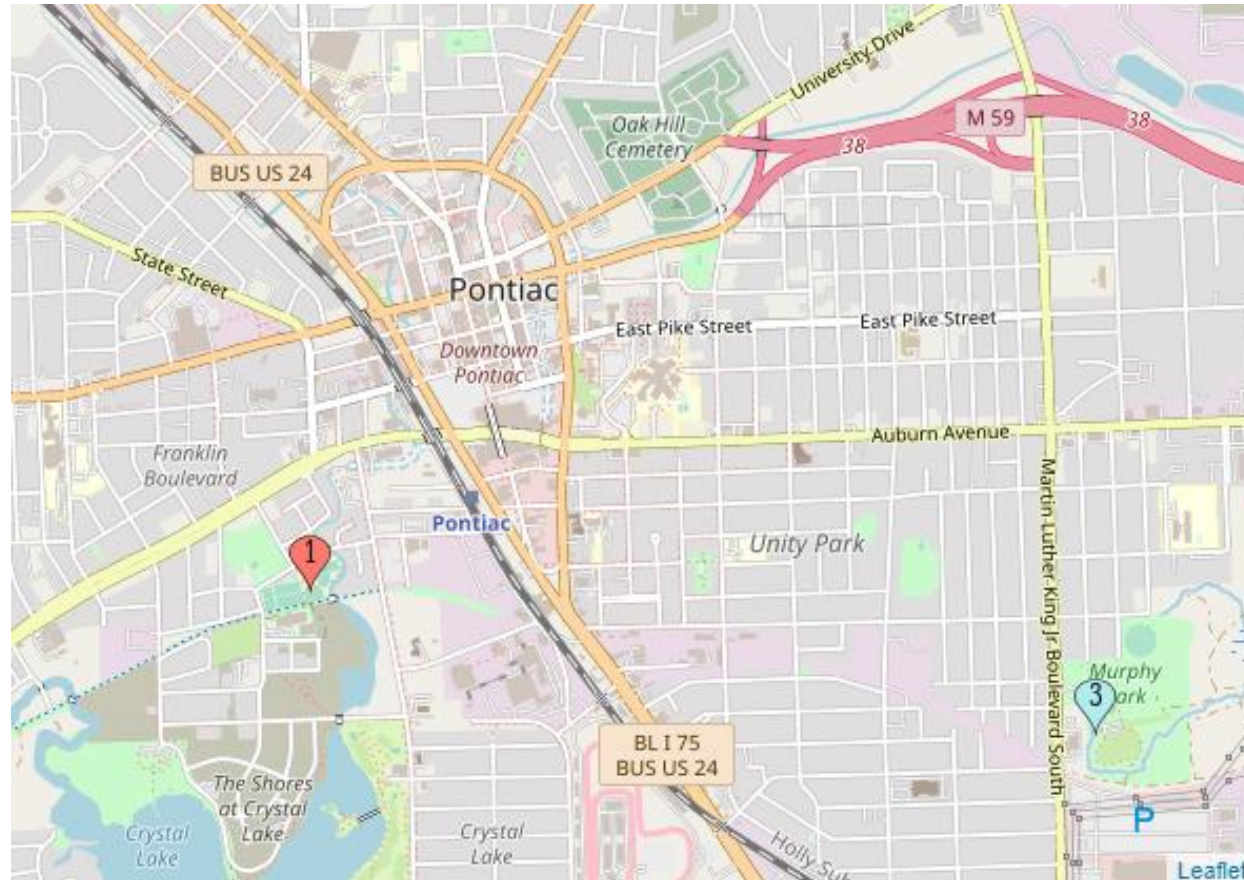 University Drive
Oak Hill
Cemetery
M 59
38
38
BUS US 24
State Street
Pontiac
East Pike Street
East Pike Street
Downtown
Pontiac
Auburn Avenue
Franklin
Boulevard
Pontiac
Unity Park
1
Martin Luther King Jr. Boulevard South
Murphy
Park
3
BL I 75
BUS US 24
The Shores
at Crystal
Lake
Crystal
Lake
Crystal
Lake
Holly Sub
P
Leaflet